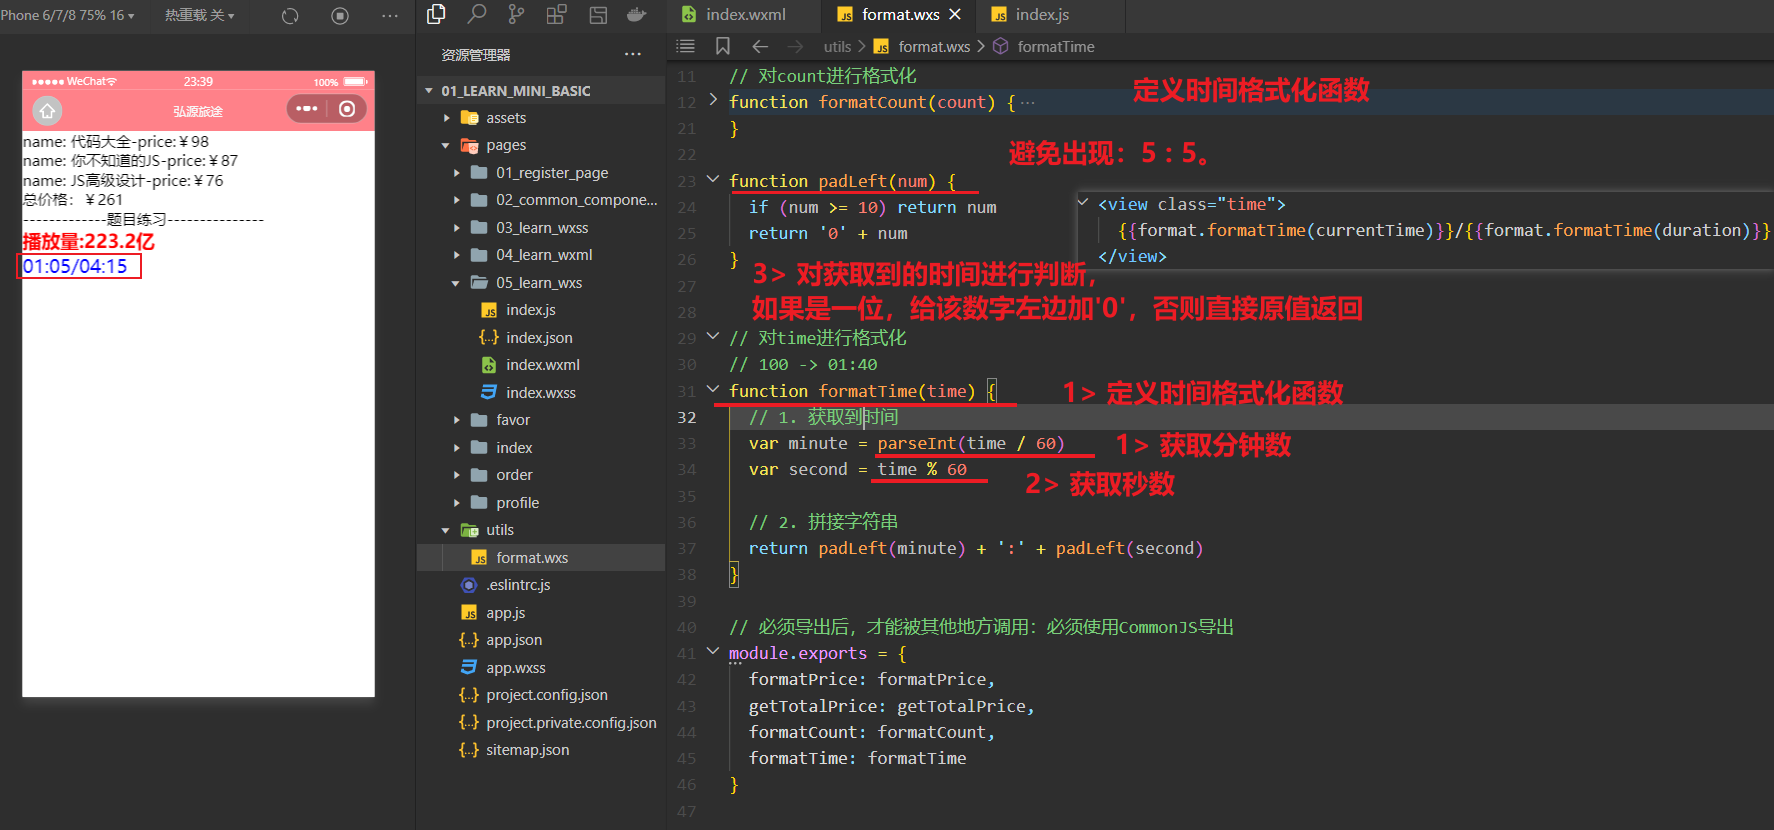 Phone 6/7/8 75% 16
热重载 关
WeChat
23:39
100%
弘源旅途
name: 代码大全-price:￥98
name: 你不知道的JS-price:￥87
name: JS高级设计-price:￥76
总价格：￥261
-------------题目练习---------------
播放量:223.2亿
01:05/04:15
资源管理器
01_LEARN_MINI_BASIC
assets
pages
01_register_page
02_common_compone...
03_learn_wxss
04_learn_wxml
05_learn_wxs
index.js
index.json
index.wxml
index.wxss
favor
index
order
profile
utils
format.wxs
.eslintrc.js
app.js
app.json
app.wxss
project.config.json
project.private.config.json
sitemap.json
index.wxml
format.wxs
index.js
utils > format.wxs > formatTime
11 // 对count进行格式化
定义时间格式化函数
12 function formatCount(count) {...
21 }
22
避免出现：5：5。
23 function padLeft(num) {
24 if (num >= 10) return num
25 return '0' + num
26 }
<view class="time">
{{format.formatTime(currentTime)}}/{{format.formatTime(duration)}}
</view>
3> 对获取到的时间进行判断，
27
如果是一位，给该数字左边加'0'，否则直接原值返回
28
29 // 对time进行格式化
30 // 100 -> 01:40
31 function formatTime(time) {
1> 定义时间格式化函数
32 // 1. 获取到时间
33 var minute = parseInt(time / 60)
1> 获取分钟数
34 var second = time % 60
2> 获取秒数
35
36 // 2. 拼接字符串
37 return padLeft(minute) + ':' + padLeft(second)
38 }
39
40 // 必须导出后，才能被其他地方调用：必须使用CommonJS导出
41 module.exports = {
42 formatPrice: formatPrice,
43 getTotalPrice: getTotalPrice,
44 formatCount: formatCount,
45 formatTime: formatTime
46 }
47